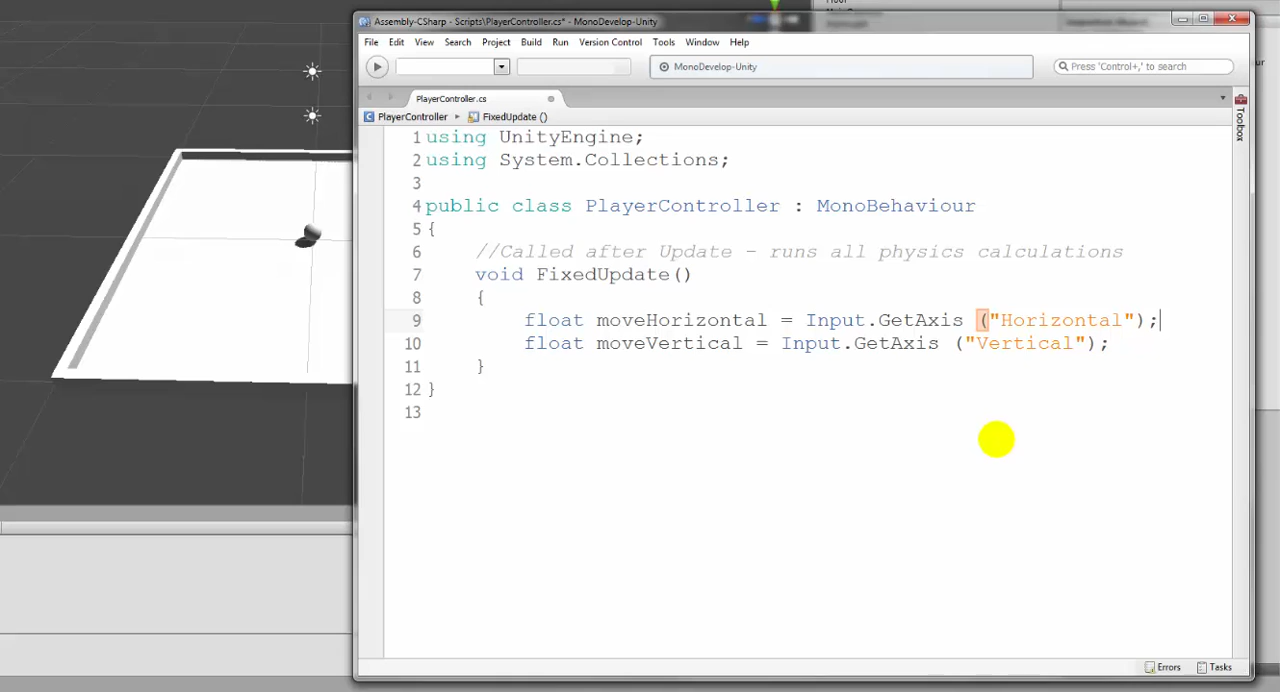 Assembly-CSharp - Scripts\PlayerController.cs* - MonoDevelop-Unity
File Edit View Search Project Build Run Version Control Tools Window Help
MonoDevelop-Unity
Press 'Control+,' to search
PlayerController.cs
PlayerController FixedUpdate ()
Toolbox
1 using UnityEngine;
2 using System.Collections;
3
4 public class PlayerController : MonoBehaviour
5 {
6 //Called after Update - runs all physics calculations
7 void FixedUpdate()
8 {
9 float moveHorizontal = Input.GetAxis ("Horizontal");
10 float moveVertical = Input.GetAxis ("Vertical");
11 }
12 }
13
Errors Tasks